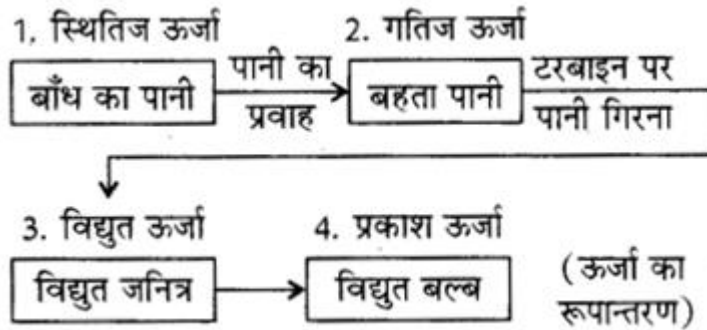 1. स्थितिज ऊर्जा
बाँध का पानी
पानी का
प्रवाह
2. गतिज ऊर्जा
बहता पानी
टरबाइन पर
पानी गिरना
3. विद्युत ऊर्जा
विद्युत जनित्र
4. प्रकाश ऊर्जा
विद्युत बल्ब
(ऊर्जा का
रूपान्तरण)